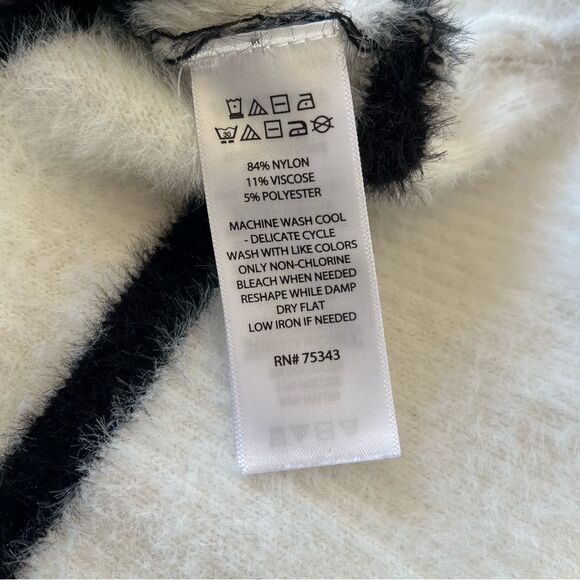 30
84% NYLON
11% VISCOSE
5% POLYESTER
MACHINE WASH COOL
- DELICATE CYCLE
WASH WITH LIKE COLORS
ONLY NON-CHLORINE
BLEACH WHEN NEEDED
RESHAPE WHILE DAMP
DRY FLAT
LOW IRON IF NEEDED
RN# 75343